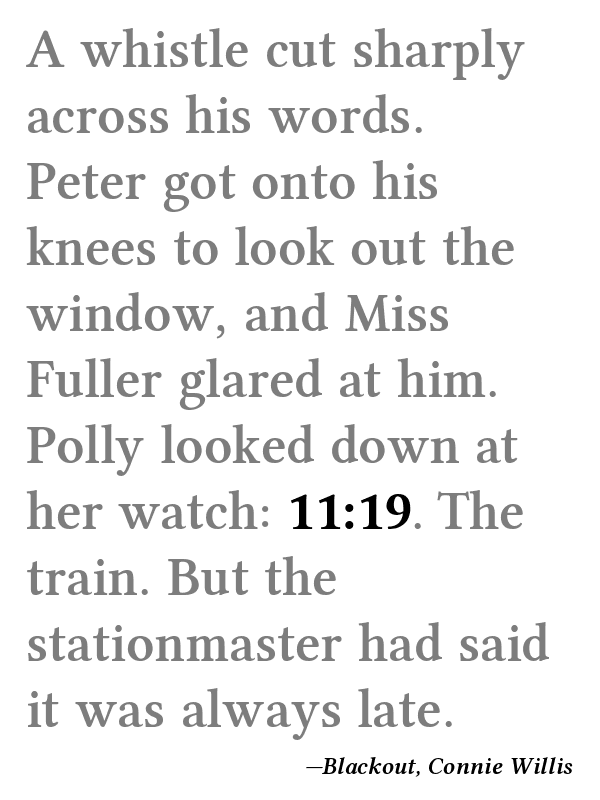 A whistle cut sharply
across his words.
Peter got onto his
knees to look out the
window, and Miss
Fuller glared at him.
Polly looked down at
her watch: 11:19. The
train. But the
stationmaster had said
it was always late.
—Blackout, Connie Willis